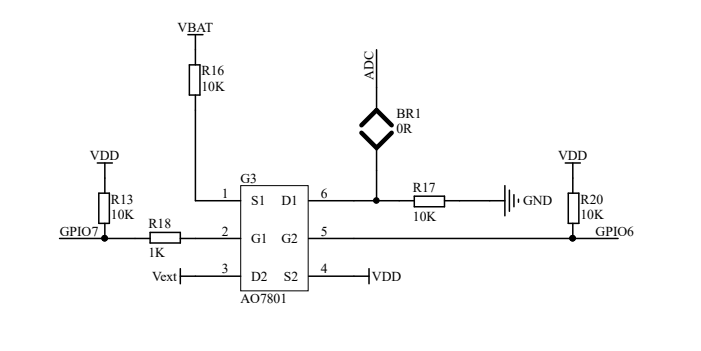 VBAT
R16
10K
ADC
BR1
0R
VDD
R13
10K
GPIO7
R18
1K
G3
1 S1 D1 6
2 G1 G2 5
3 D2 S2 4
AO7801
Vext
VDD
R17
10K
GND
VDD
R20
10K
GPIO6